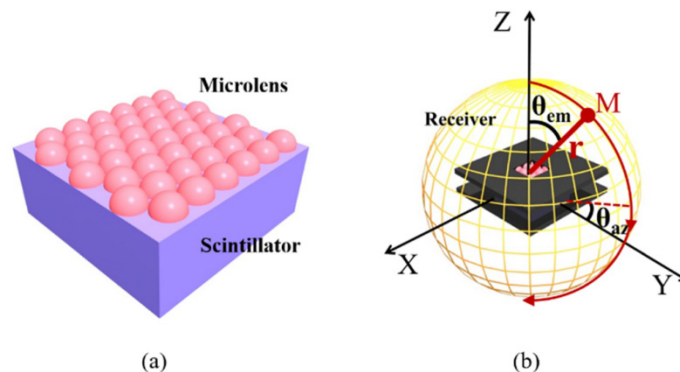 Microlens
Scintillator
(a)
Z
Receiver
θem
M
r
θaz
X
Y
(b)